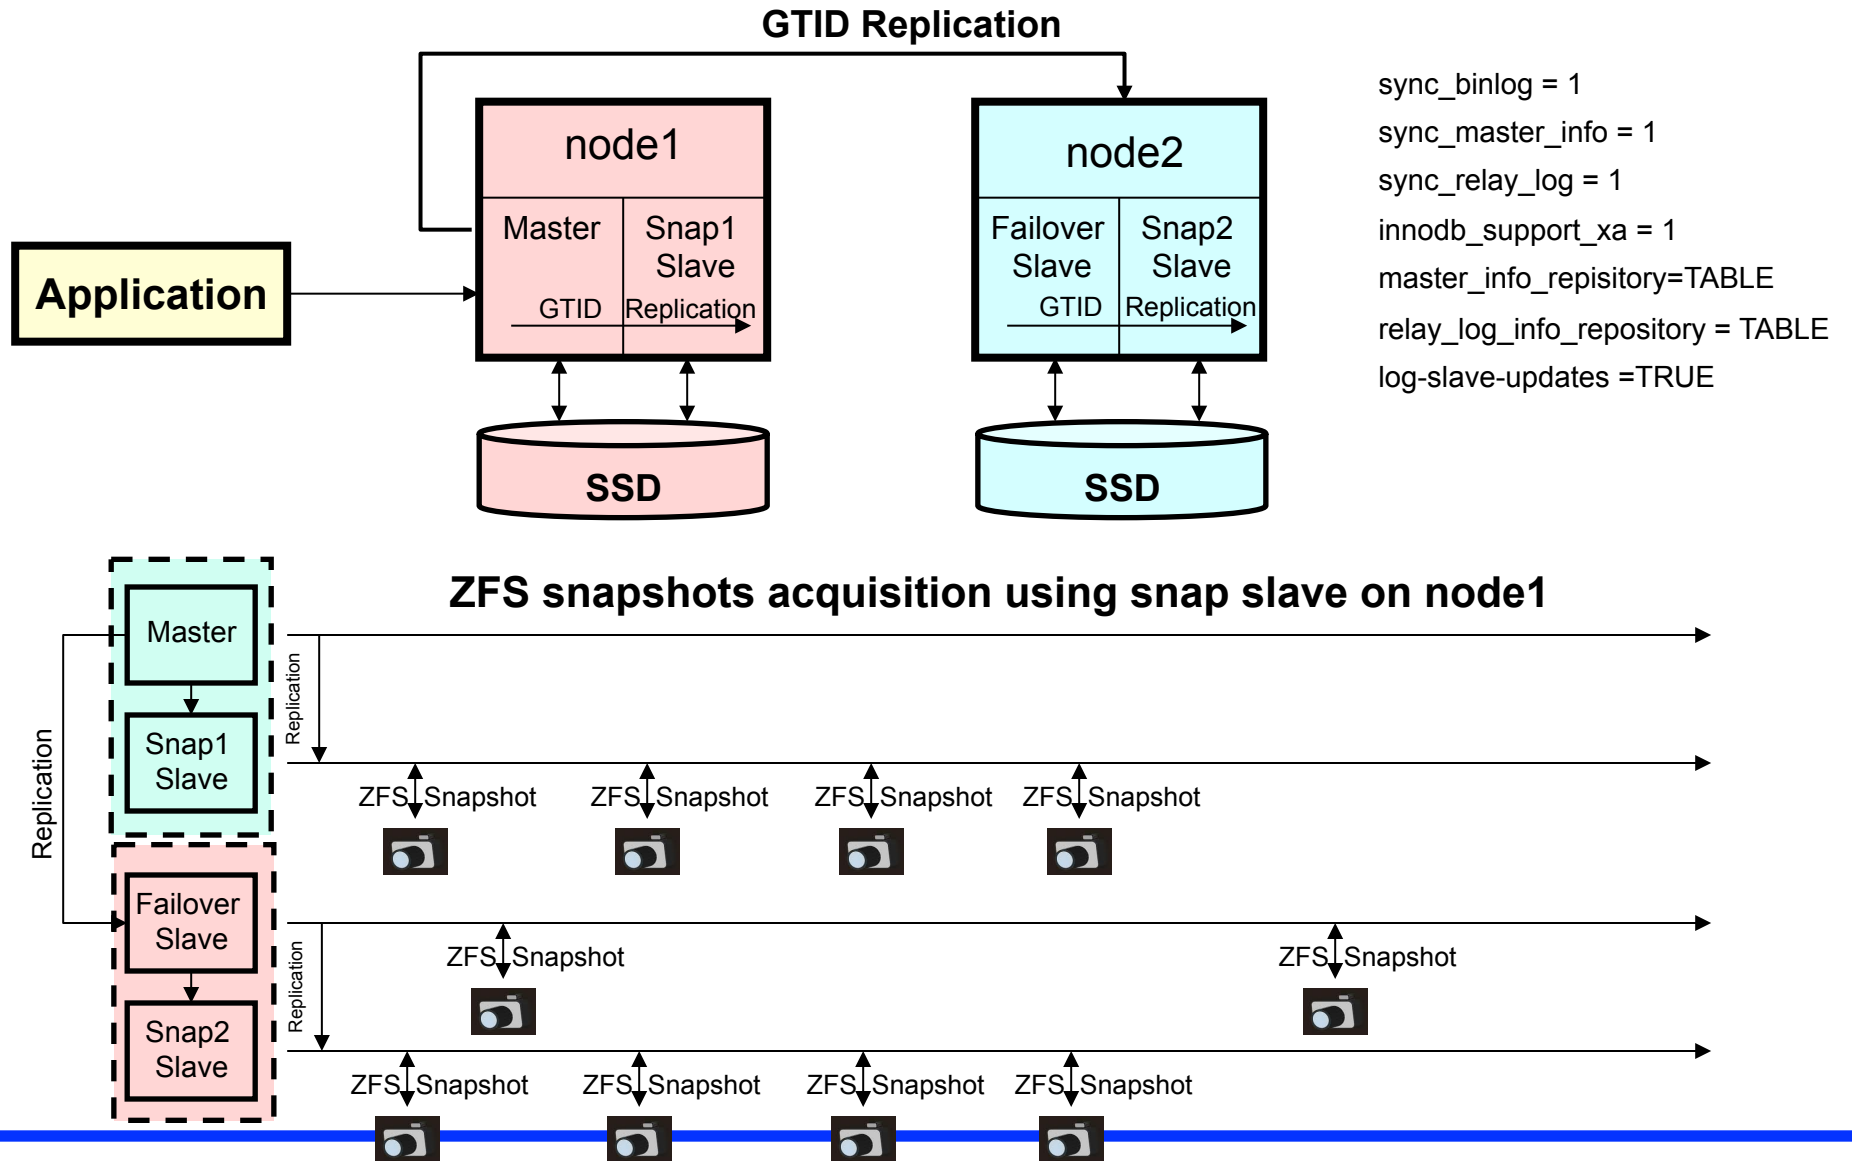 GTID Replication
sync_binlog = 1
sync_master_info = 1
sync_relay_log = 1
innodb_support_xa = 1
master_info_repisitory=TABLE
relay_log_info_repository = TABLE
log-slave-updates =TRUE
node1
Master
Snap1
Slave
GTID
Replication
node2
Failover
Slave
Snap2
Slave
GTID
Replication
Application
SSD
SSD
ZFS snapshots acquisition using snap slave on node1
Master
Snap1
Slave
Replication
Replication
ZFS Snapshot
ZFS Snapshot
ZFS Snapshot
ZFS Snapshot
Failover
Slave
Snap2
Slave
Replication
ZFS Snapshot
ZFS Snapshot
ZFS Snapshot
ZFS Snapshot
ZFS Snapshot
ZFS Snapshot